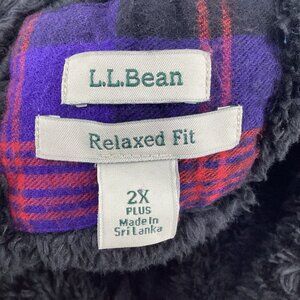 L.L.Bean
Relaxed Fit
2X
PLUS
Made in
Sri Lanka